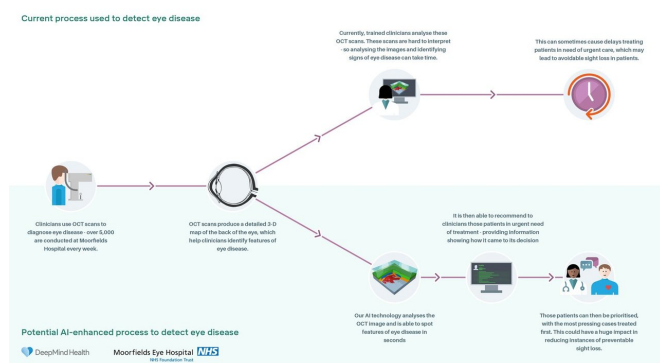 Current process used to detect eye disease
Currently, trained clinicians analyse these
OCT scans. These scans are hard to interpret
- so analysing the images and identifying
signs of eye disease can take time.
This can sometimes cause delays treating
patients in need of urgent care, which may
lead to avoidable sight loss in patients.
Clinicians use OCT scans to
diagnose eye disease - over 5,000
are conducted at Moorfields
Hospital every week.
OCT scans produce a detailed 3-D
map of the back of the eye, which
help clinicians identify features of
eye disease.
It is then able to recommend to
clinicians those patients in urgent need
of treatment - providing information
showing how it came to its decision
Our AI technology analyses the
OCT image and is able to spot
features of eye disease in
seconds
Those patients can then be prioritised,
with the most pressing cases treated
first. This could have a huge impact in
reducing instances of preventable
sight loss.
Potential AI-enhanced process to detect eye disease
DeepMind Health
Moorfields Eye Hospital NHS
NHS Foundation Trust